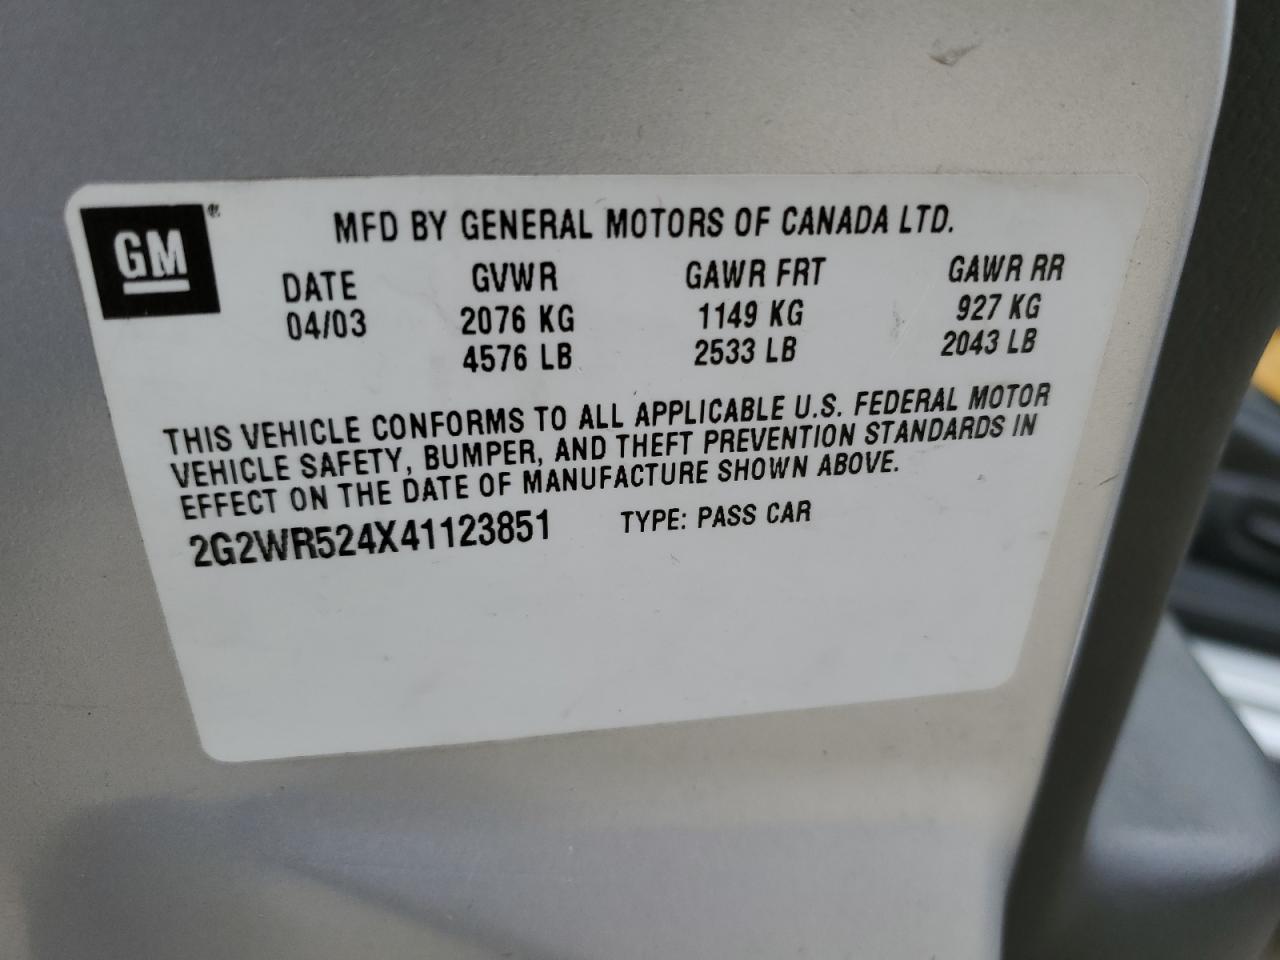 GM®
MFD BY GENERAL MOTORS OF CANADA LTD.
DATE GVWR GAWR FRT GAWR RR
04/03 2076 KG 1149 KG 927 KG
4576 LB 2533 LB 2043 LB
THIS VEHICLE CONFORMS TO ALL APPLICABLE U.S. FEDERAL MOTOR
VEHICLE SAFETY, BUMPER, AND THEFT PREVENTION STANDARDS IN
EFFECT ON THE DATE OF MANUFACTURE SHOWN ABOVE.
2G2WR524X41123851 TYPE: PASS CAR